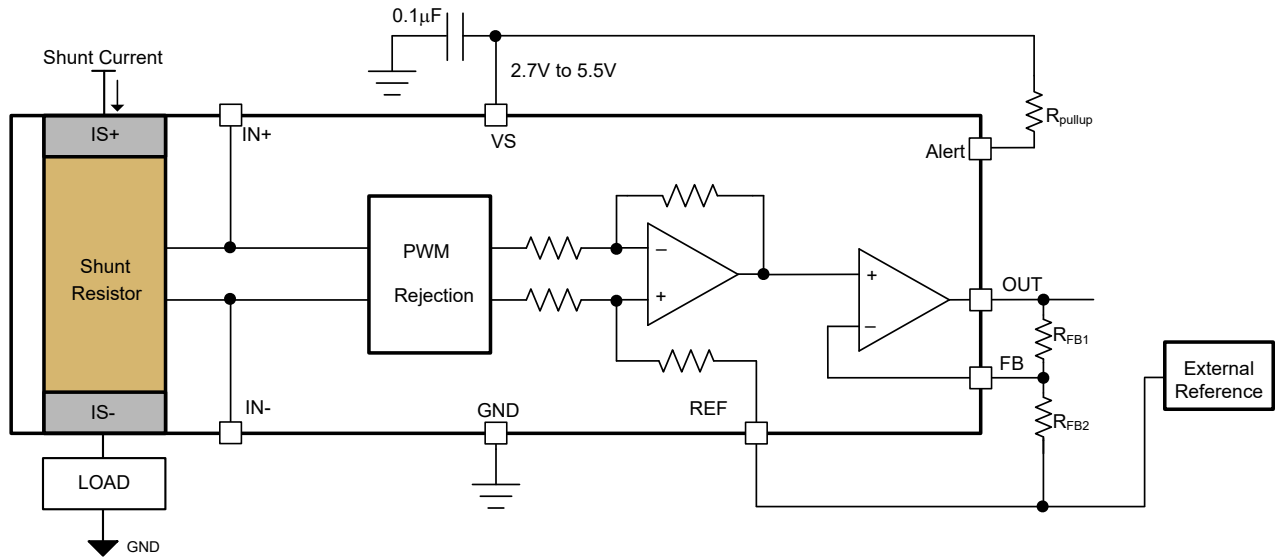 0.1μF
Shunt Current
2.7V to 5.5V
Rpullup
IS+
IN+
VS
Alert
PWM
Rejection
−
+
Shunt
Resistor
+
−
OUT
RFB1
FB
External
Reference
IS-
IN-
GND
REF
RFB2
LOAD
GND